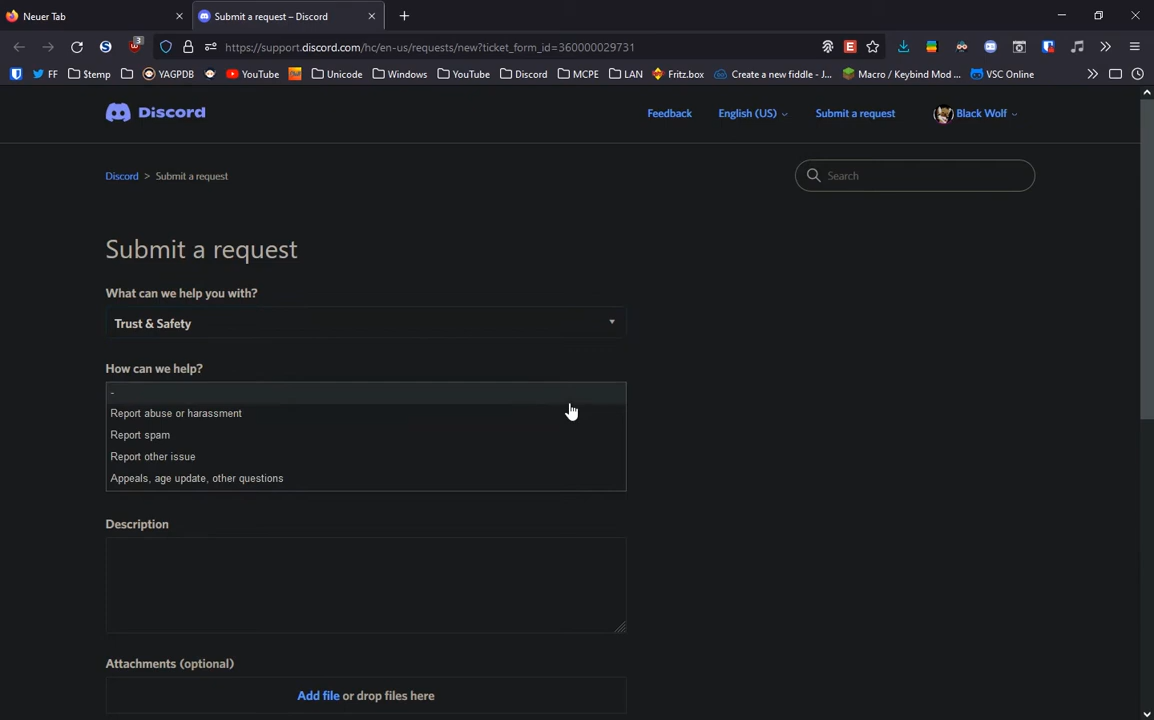 Neuer Tab
Submit a request – Discord
3
https://support.discord.com/hc/en-us/requests/new?ticket_form_id=360000029731
FF
$temp
YAGPDB
YouTube
Unicode
Windows
YouTube
Discord
MCPE
LAN
Fritz.box
Create a new fiddle - J...
Macro / Keybind Mod ...
VSC Online
Discord
Feedback
English (US)
Submit a request
Black Wolf
Discord > Submit a request
Search
Submit a request
What can we help you with?
Trust & Safety
How can we help?
-
Report abuse or harassment
Report spam
Report other issue
Appeals, age update, other questions
Description
Attachments (optional)
Add file or drop files here